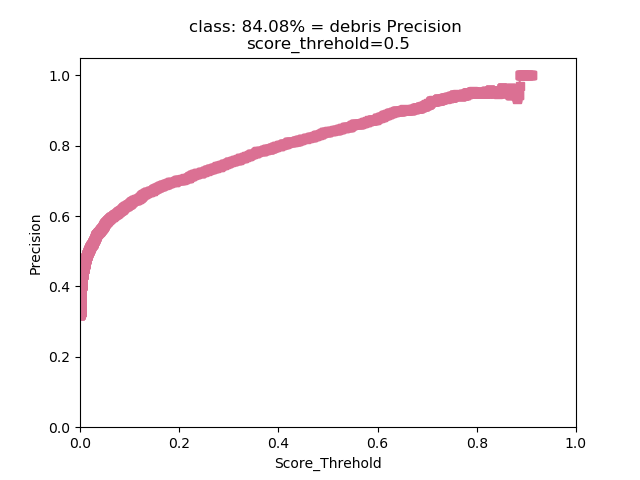 class: 84.08% = debris Precision
score_threhold=0.5
1.0
0.8
0.6
0.4
0.2
0.0
Precision
0.0 0.2 0.4 0.6 0.8 1.0
Score_Threhold